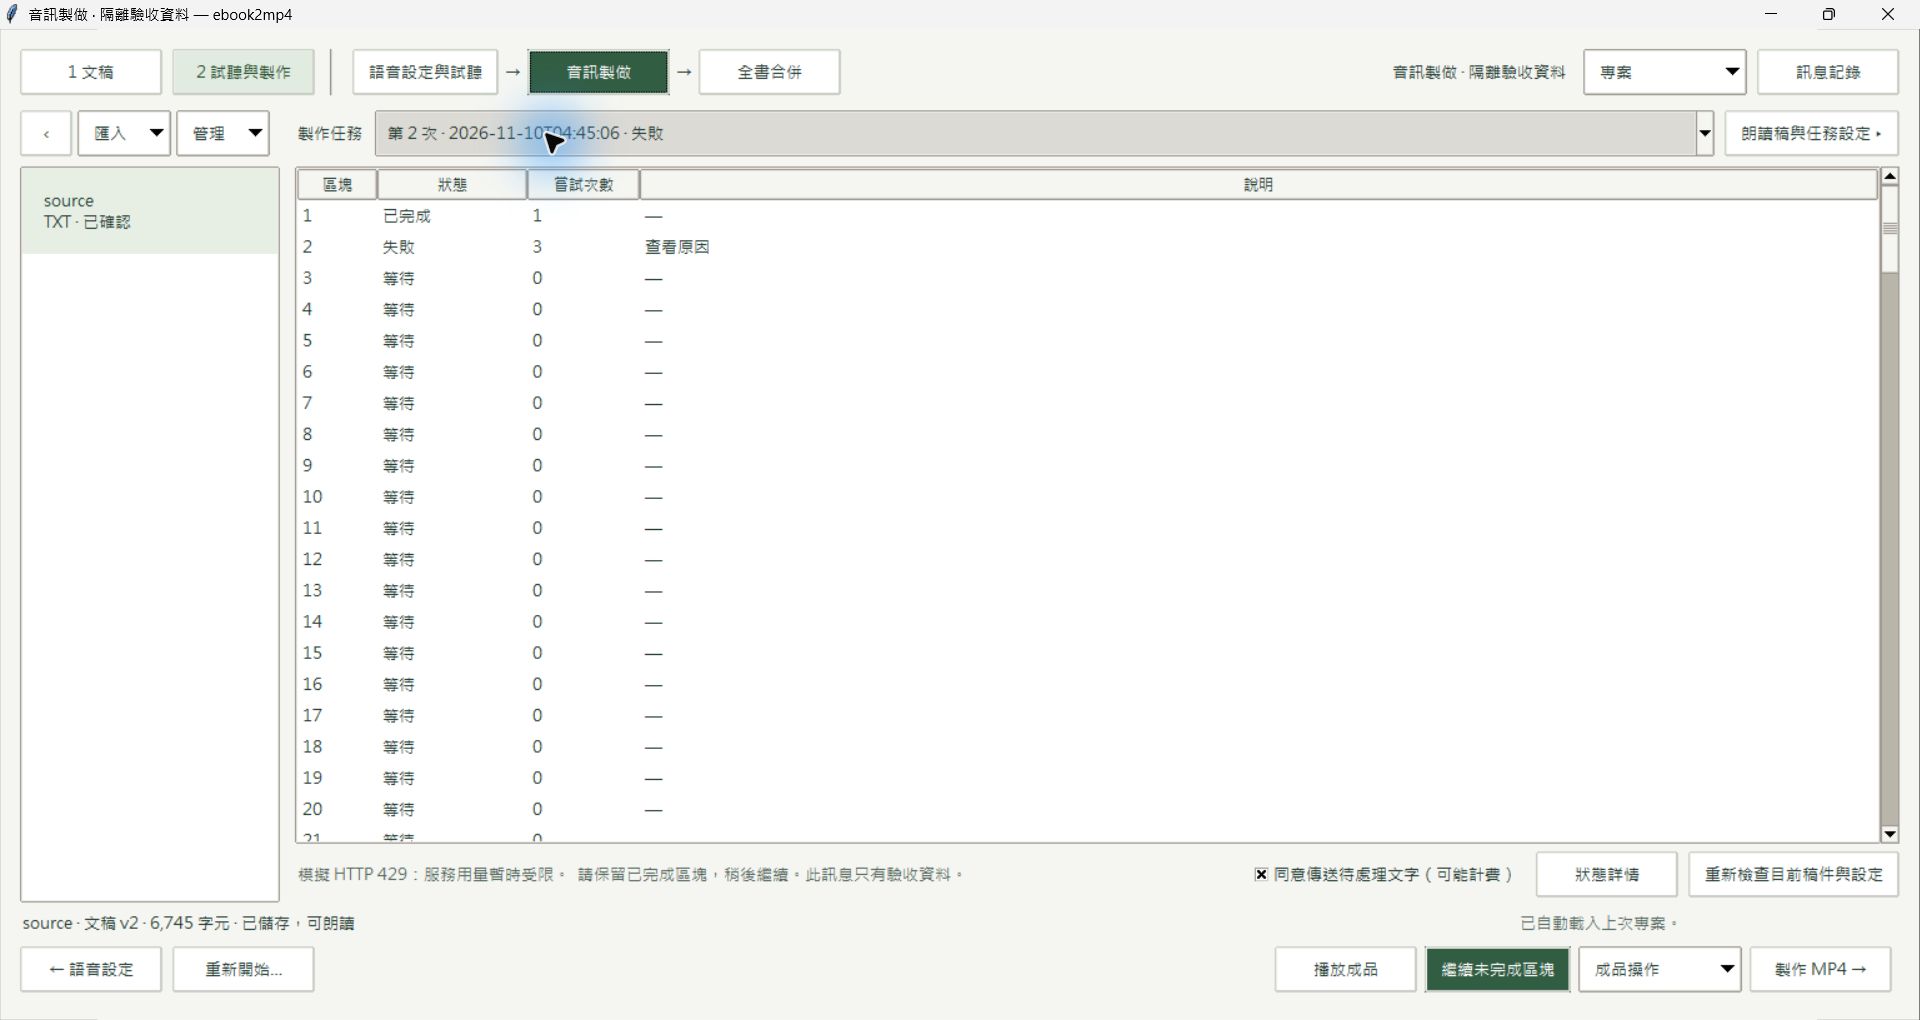 音訊製做 · 隔離驗收資料 — ebook2mp4
1 文稿
2 試聽與製作
語音設定與試聽
→
音訊製做
→
全書合併
音訊製做 · 隔離驗收資料
專案
訊息記錄
‹
匯入
管理
製作任務
第 2 次 · 2026-11-10T04:45:06 · 失敗
朗讀稿與任務設定 ▸
source
TXT · 已確認
區塊 狀態 嘗試次數 說明
1 已完成 1 —
2 失敗 3 查看原因
3 等待 0 —
4 等待 0 —
5 等待 0 —
6 等待 0 —
7 等待 0 —
8 等待 0 —
9 等待 0 —
10 等待 0 —
11 等待 0 —
12 等待 0 —
13 等待 0 —
14 等待 0 —
15 等待 0 —
16 等待 0 —
17 等待 0 —
18 等待 0 —
19 等待 0 —
20 等待 0 —
21 等待 0
模擬 HTTP 429：服務用量暫時受限。 請保留已完成區塊，稍後繼續。此訊息只有驗收資料。
同意傳送待處理文字（可能計費）
狀態詳情
重新檢查目前稿件與設定
source · 文稿 v2 · 6,745 字元 · 已儲存，可朗讀
已自動載入上次專案。
← 語音設定
重新開始...
播放成品
繼續未完成區塊
成品操作
製作 MP4 →